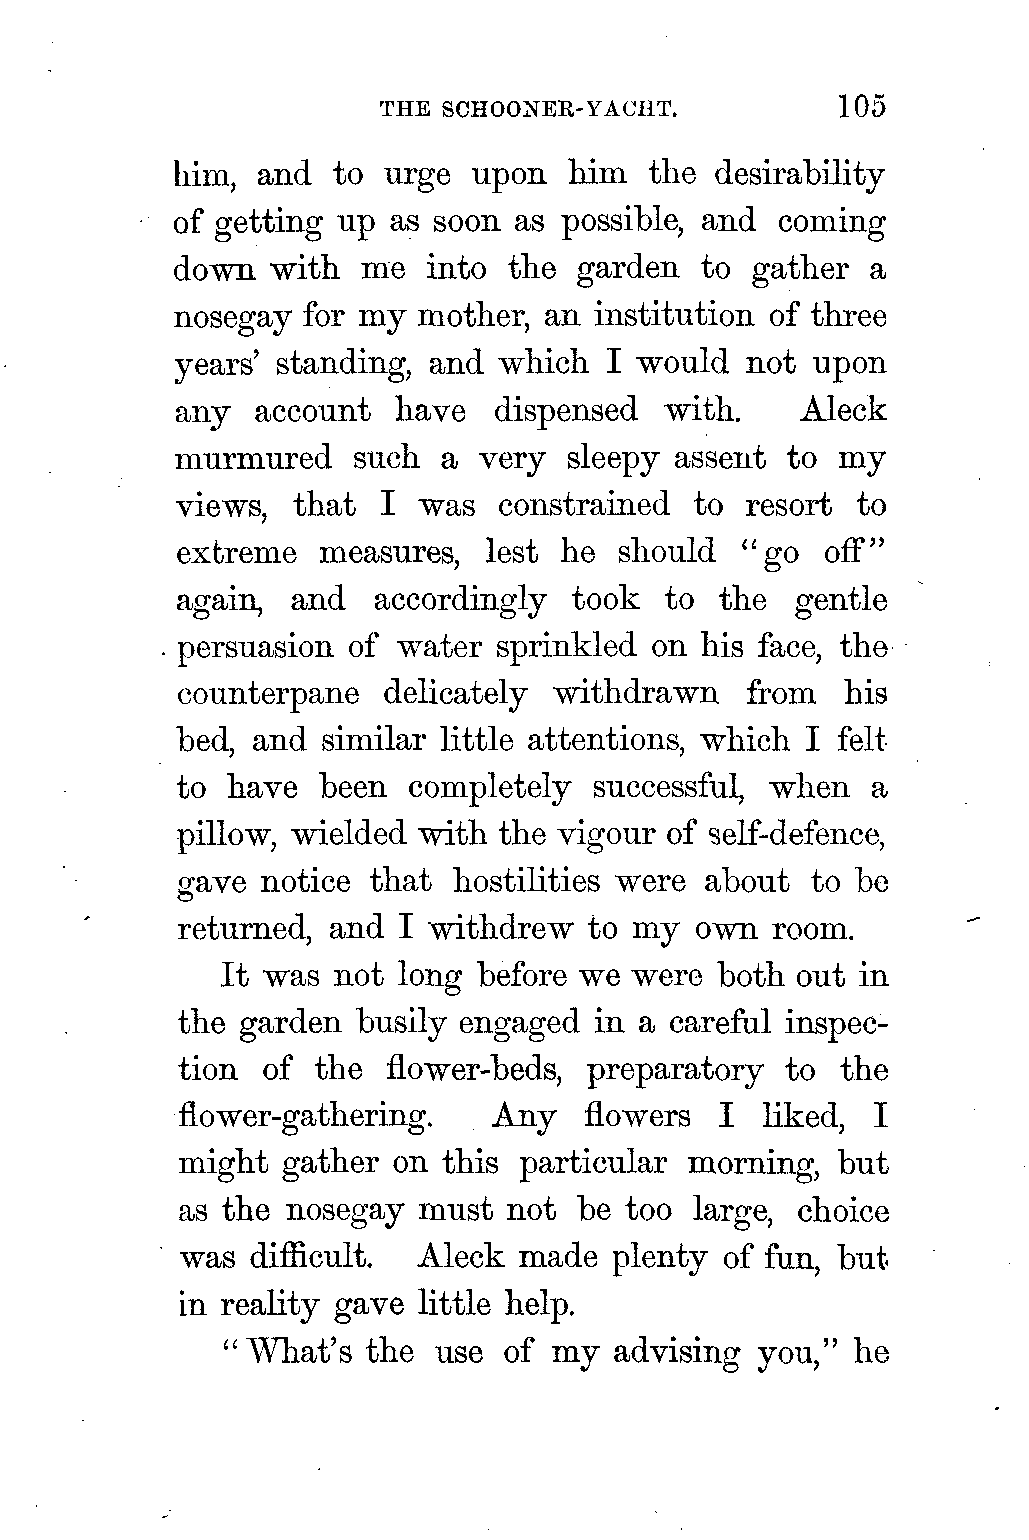 THE SCHOONER-YACHT. 105
him, and to urge upon him the desirability
of getting up as soon as possible, and coming
down with me into the garden to gather a
nosegay for my mother, an institution of three
years' standing, and which I would not upon
any account have dispensed with. Aleck
murmured such a very sleepy assent to my
views, that I was constrained to resort to
extreme measures, lest he should "go off"
again, and accordingly took to the gentle
persuasion of water sprinkled on his face, the
counterpane delicately withdrawn from his
bed, and similar little attentions, which I felt
to have been completely successful, when a
pillow, wielded with the vigour of self-defence,
gave notice that hostilities were about to be
returned, and I withdrew to my own room.
It was not long before we were both out in
the garden busily engaged in a careful inspec-
tion of the flower-beds, preparatory to the
flower-gathering. Any flowers I liked, I
might gather on this particular morning, but
as the nosegay must not be too large, choice
was difficult. Aleck made plenty of fun, but
in reality gave little help.
"What's the use of my advising you," he